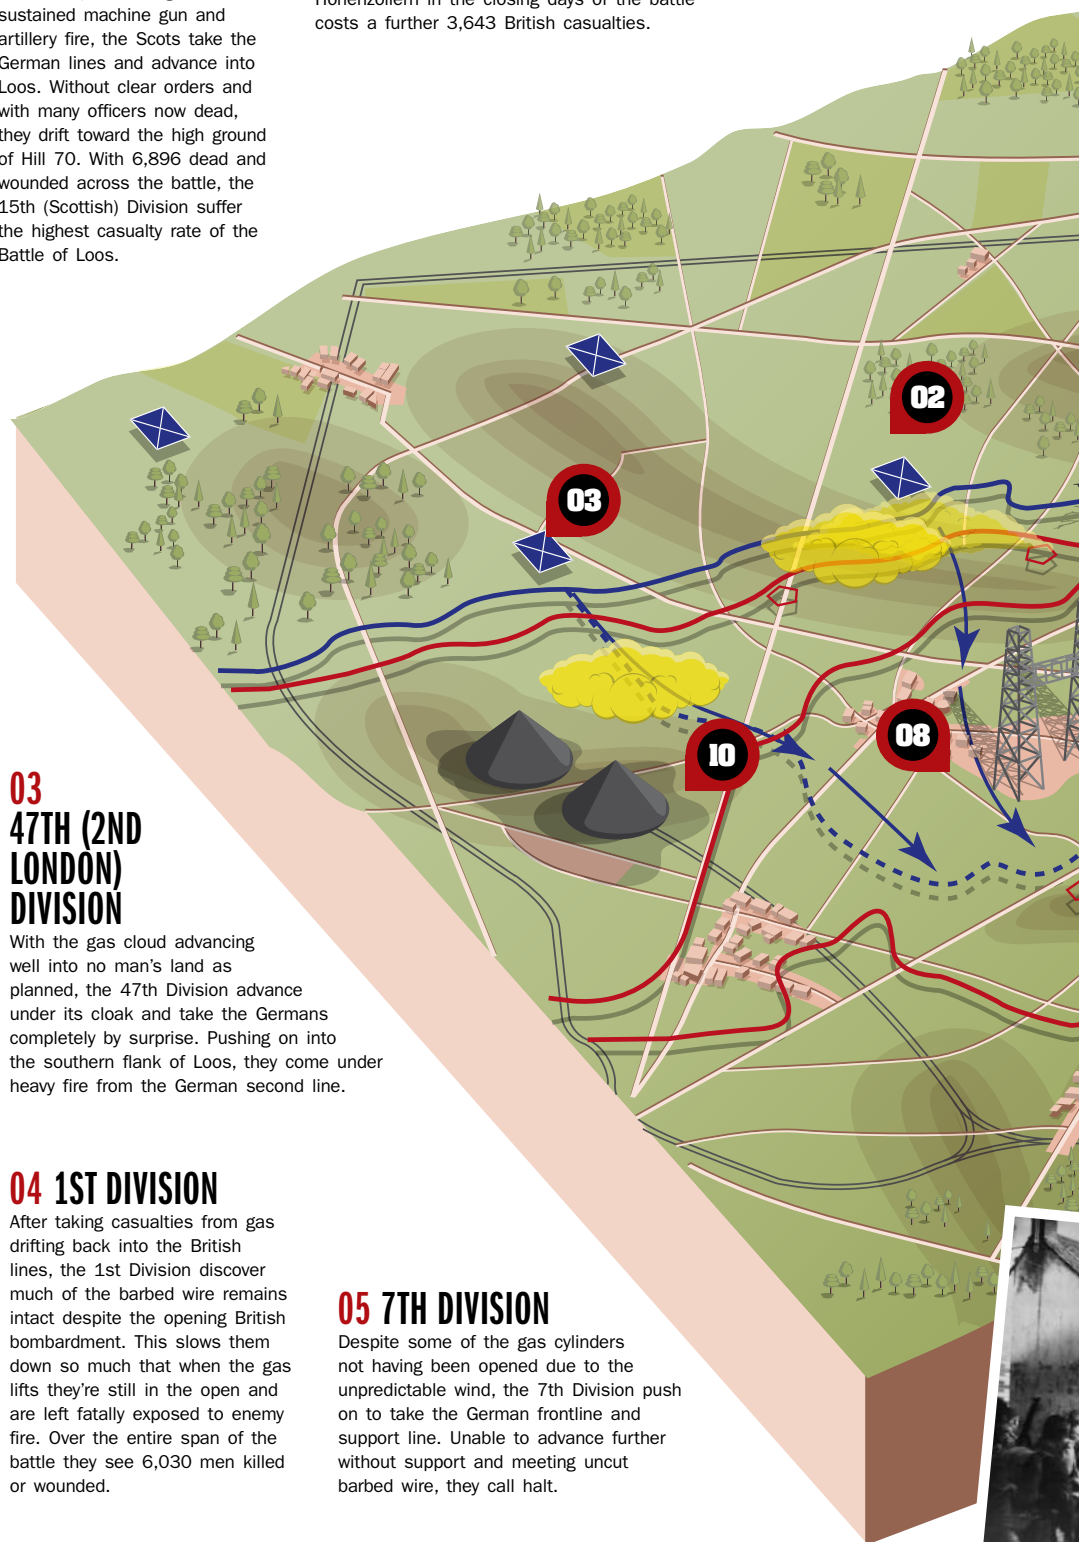 sustained machine gun and
artillery fire, the Scots take the
German lines and advance into
Loos. Without clear orders and
with many officers now dead,
they drift toward the high ground
of Hill 70. With 6,896 dead and
wounded across the battle, the
15th (Scottish) Division suffer
the highest casualty rate of the
Battle of Loos.
Hohenzollern in the closing days of the battle
costs a further 3,643 British casualties.
02
03
10
08
03
47TH (2ND
LONDON)
DIVISION
With the gas cloud advancing
well into no man's land as
planned, the 47th Division advance
under its cloak and take the Germans
completely by surprise. Pushing on into
the southern flank of Loos, they come under
heavy fire from the German second line.
04 1ST DIVISION
After taking casualties from gas
drifting back into the British
lines, the 1st Division discover
much of the barbed wire remains
intact despite the opening British
bombardment. This slows them
down so much that when the gas
lifts they're still in the open and
are left fatally exposed to enemy
fire. Over the entire span of the
battle they see 6,030 men killed
or wounded.
05 7TH DIVISION
Despite some of the gas cylinders
not having been opened due to the
unpredictable wind, the 7th Division push
on to take the German frontline and
support line. Unable to advance further
without support and meeting uncut
barbed wire, they call halt.